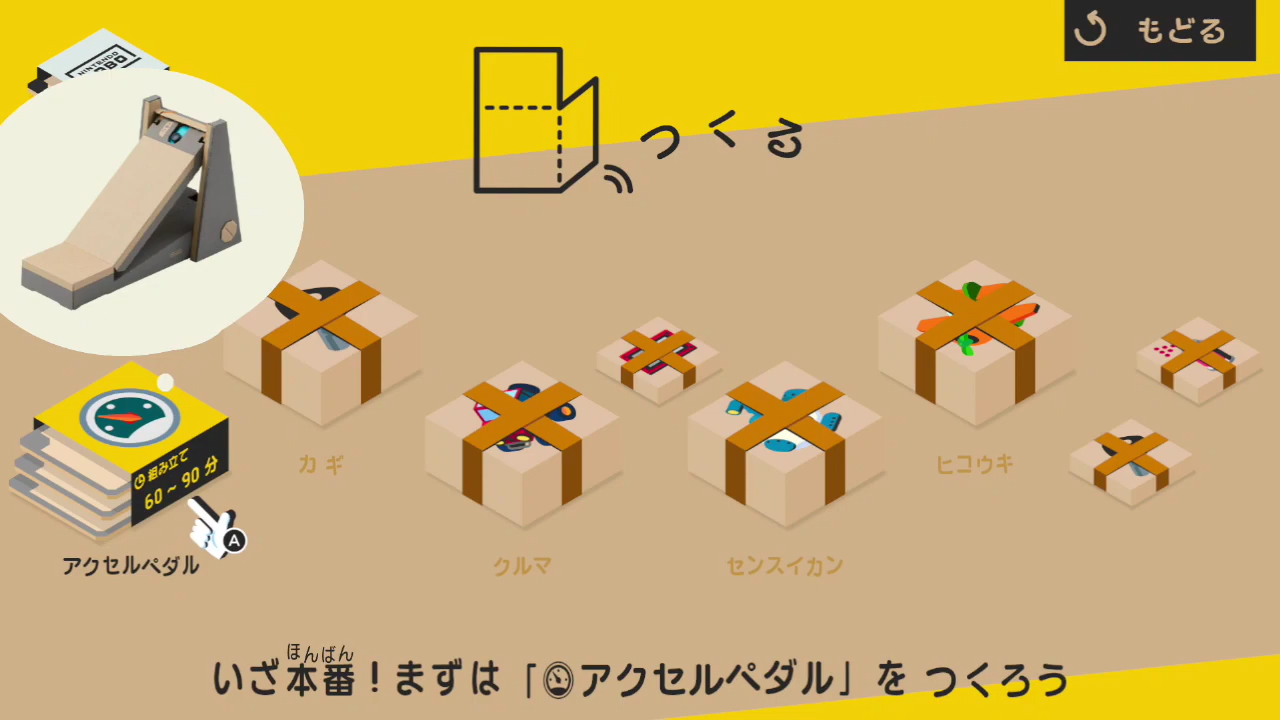 もどる
NINTENDO
つくる
組み立て
60 ~ 90 分
A
カギ
ヒコウキ
アクセルペダル
クルマ
センスイカン
ほんばん
いざ本番!まずは「アクセルペダル」を つくろう